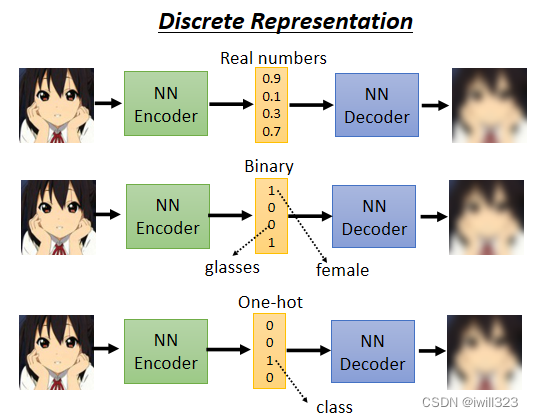 Discrete Representation
Real numbers
NN
Encoder
0.9
0.1
0.3
0.7
NN
Decoder
Binary
NN
Encoder
1
0
0
1
NN
Decoder
glasses
female
One-hot
NN
Encoder
0
0
1
0
NN
Decoder
class
CSDN @iwill323